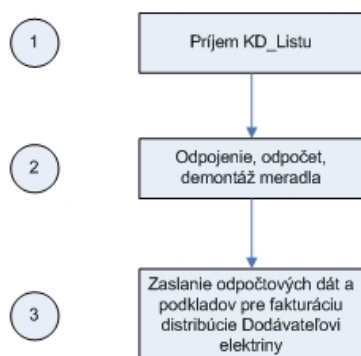 1
Príjem KD_Listu
2
Odpojenie, odpočet,
demontáž meradla
3
Zaslanie odpočtových dát a
podkladov pre fakturáciu
distribúcie Dodávateľovi
elektriny